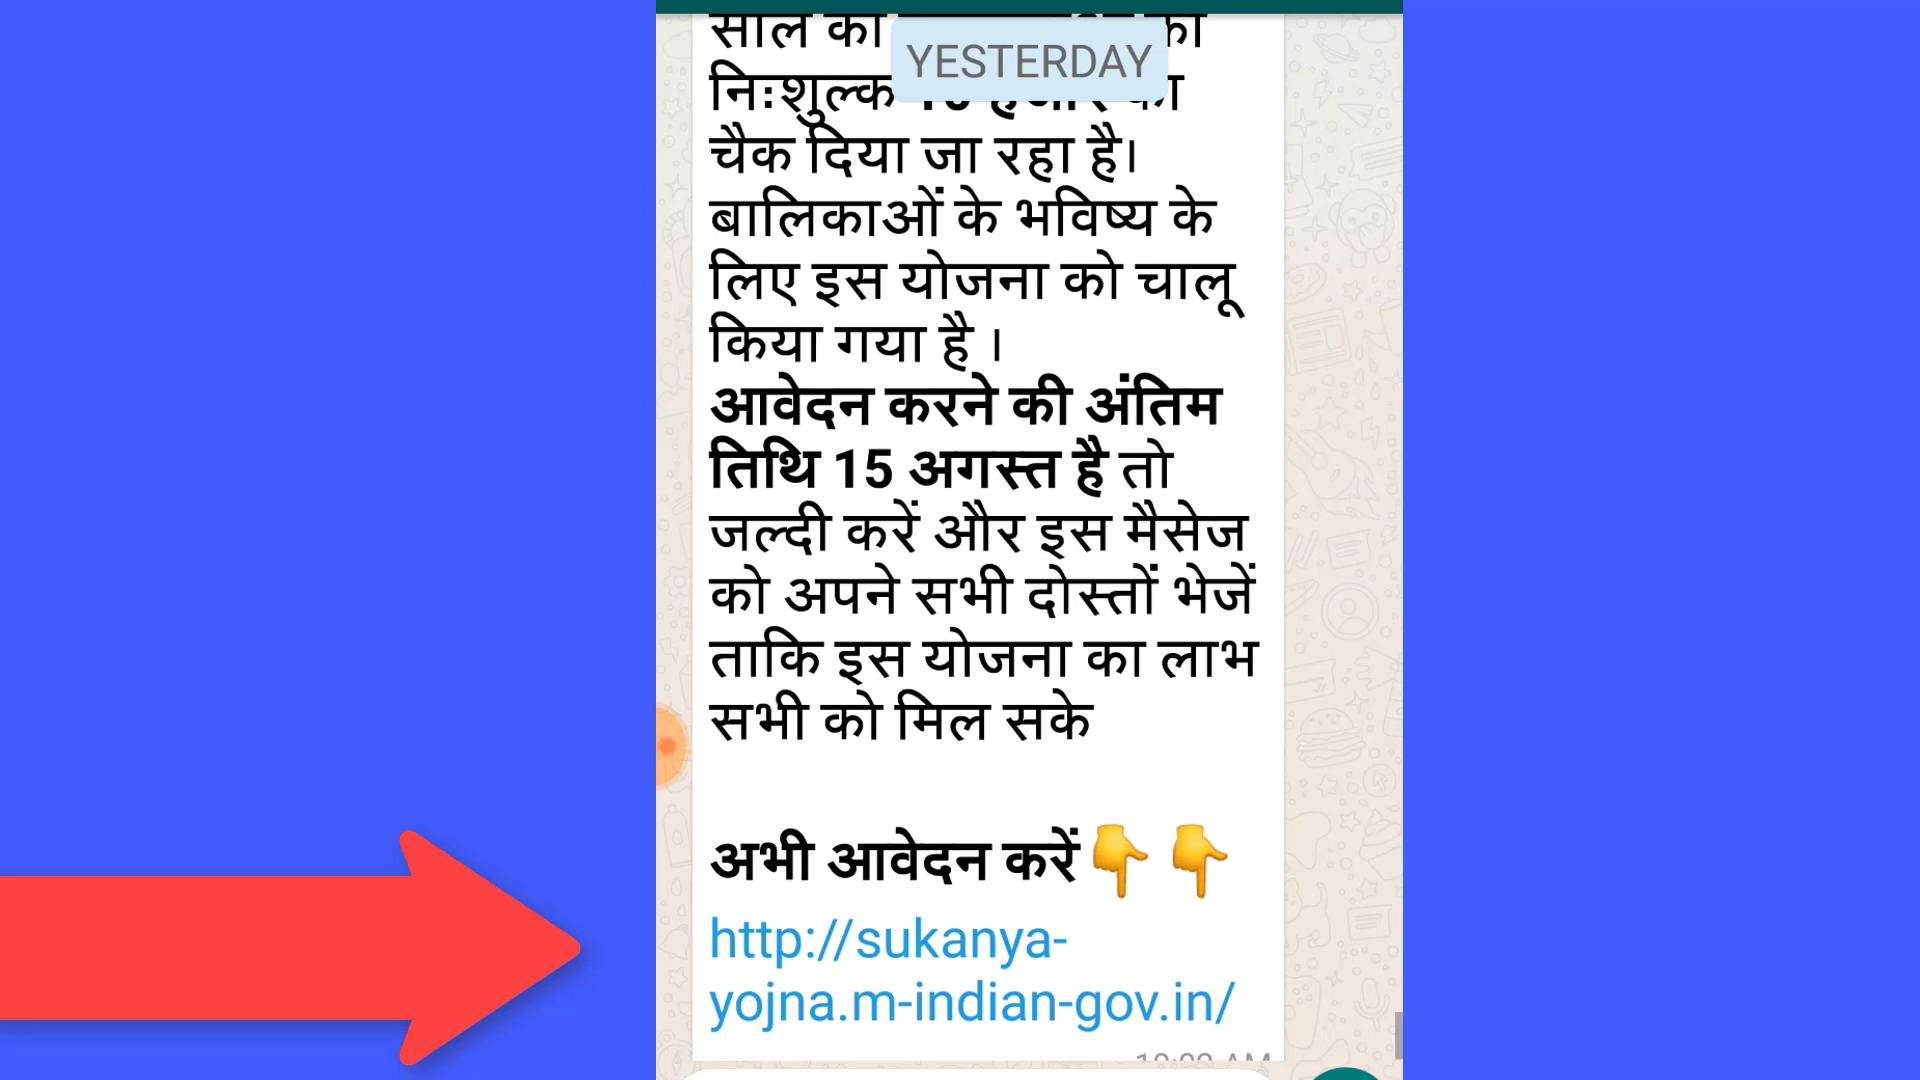 साल की
YESTERDAY
निःशुल्क
चैक दिया जा रहा है।
बालिकाओं के भविष्य के
लिए इस योजना को चालू
किया गया है ।
आवेदन करने की अंतिम
तिथि 15 अगस्त है तो
जल्दी करें और इस मैसेज
को अपने सभी दोस्तों भेजें
ताकि इस योजना का लाभ
सभी को मिल सके
अभी आवेदन करें👇👇
http://sukanya-
yojna.m-indian-gov.in/